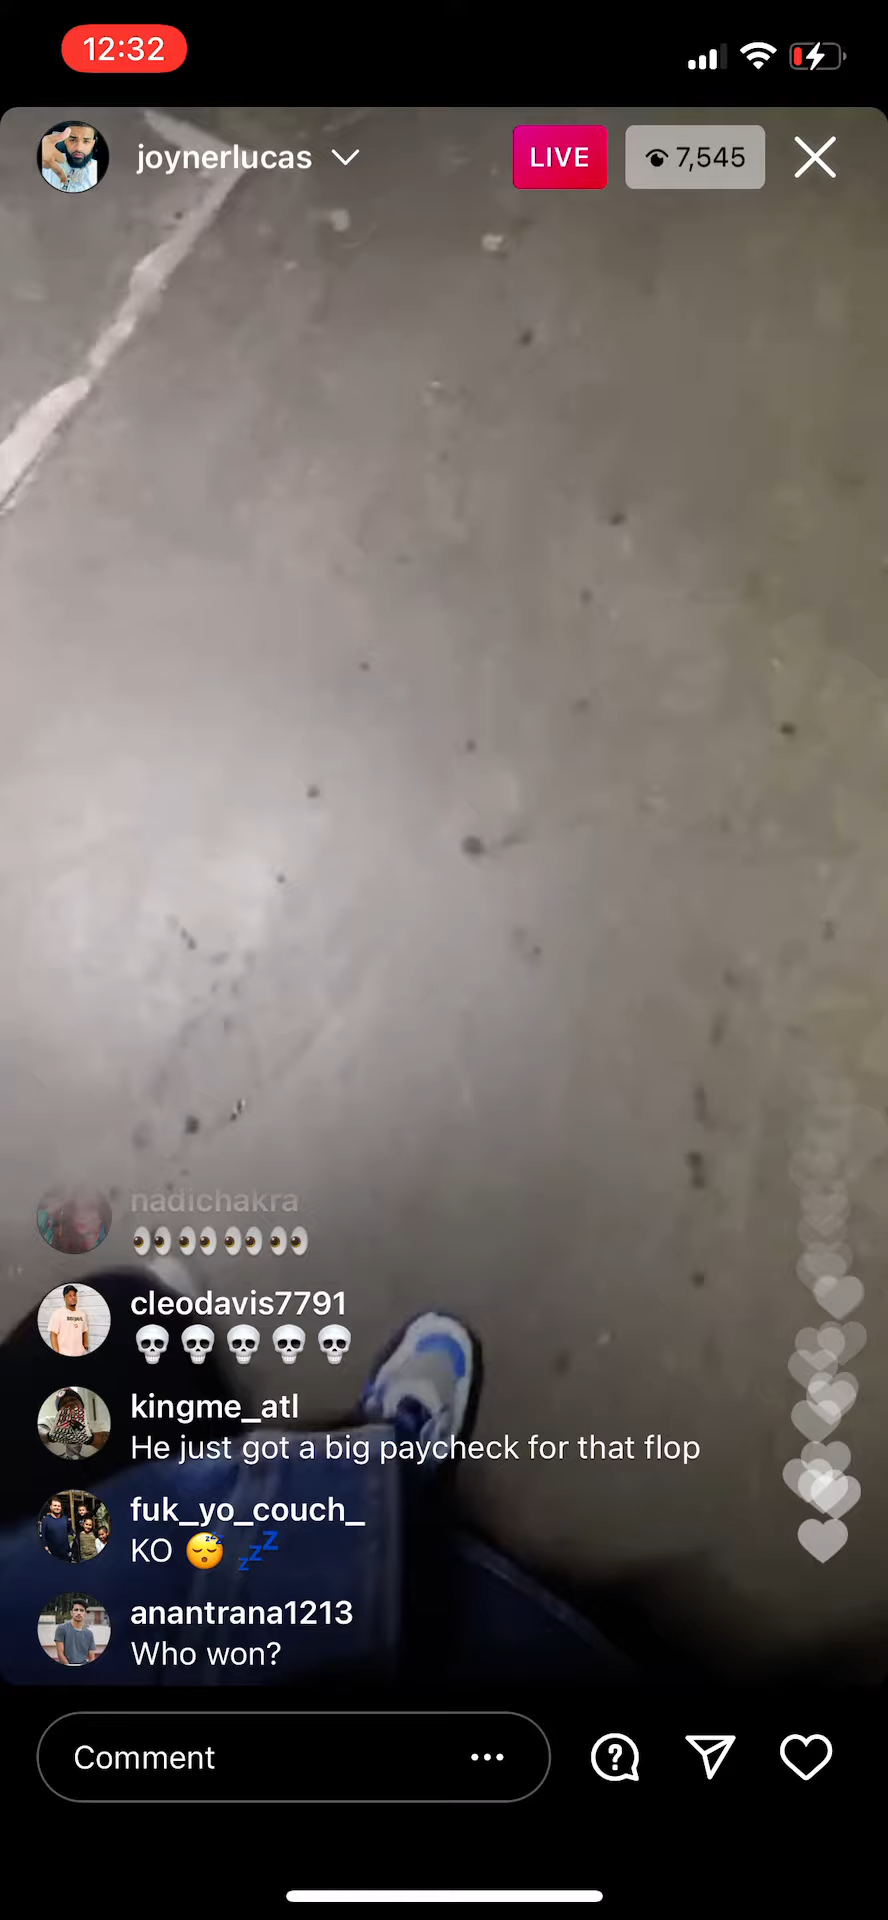 12:32
joynerlucas
LIVE
7,545
nadichakra
👀👀👀👀
cleodavis7791
💀💀💀💀💀
kingme_atl
He just got a big paycheck for that flop
fuk_yo_couch_
KO 😴 💤
anantrana1213
Who won?
Comment